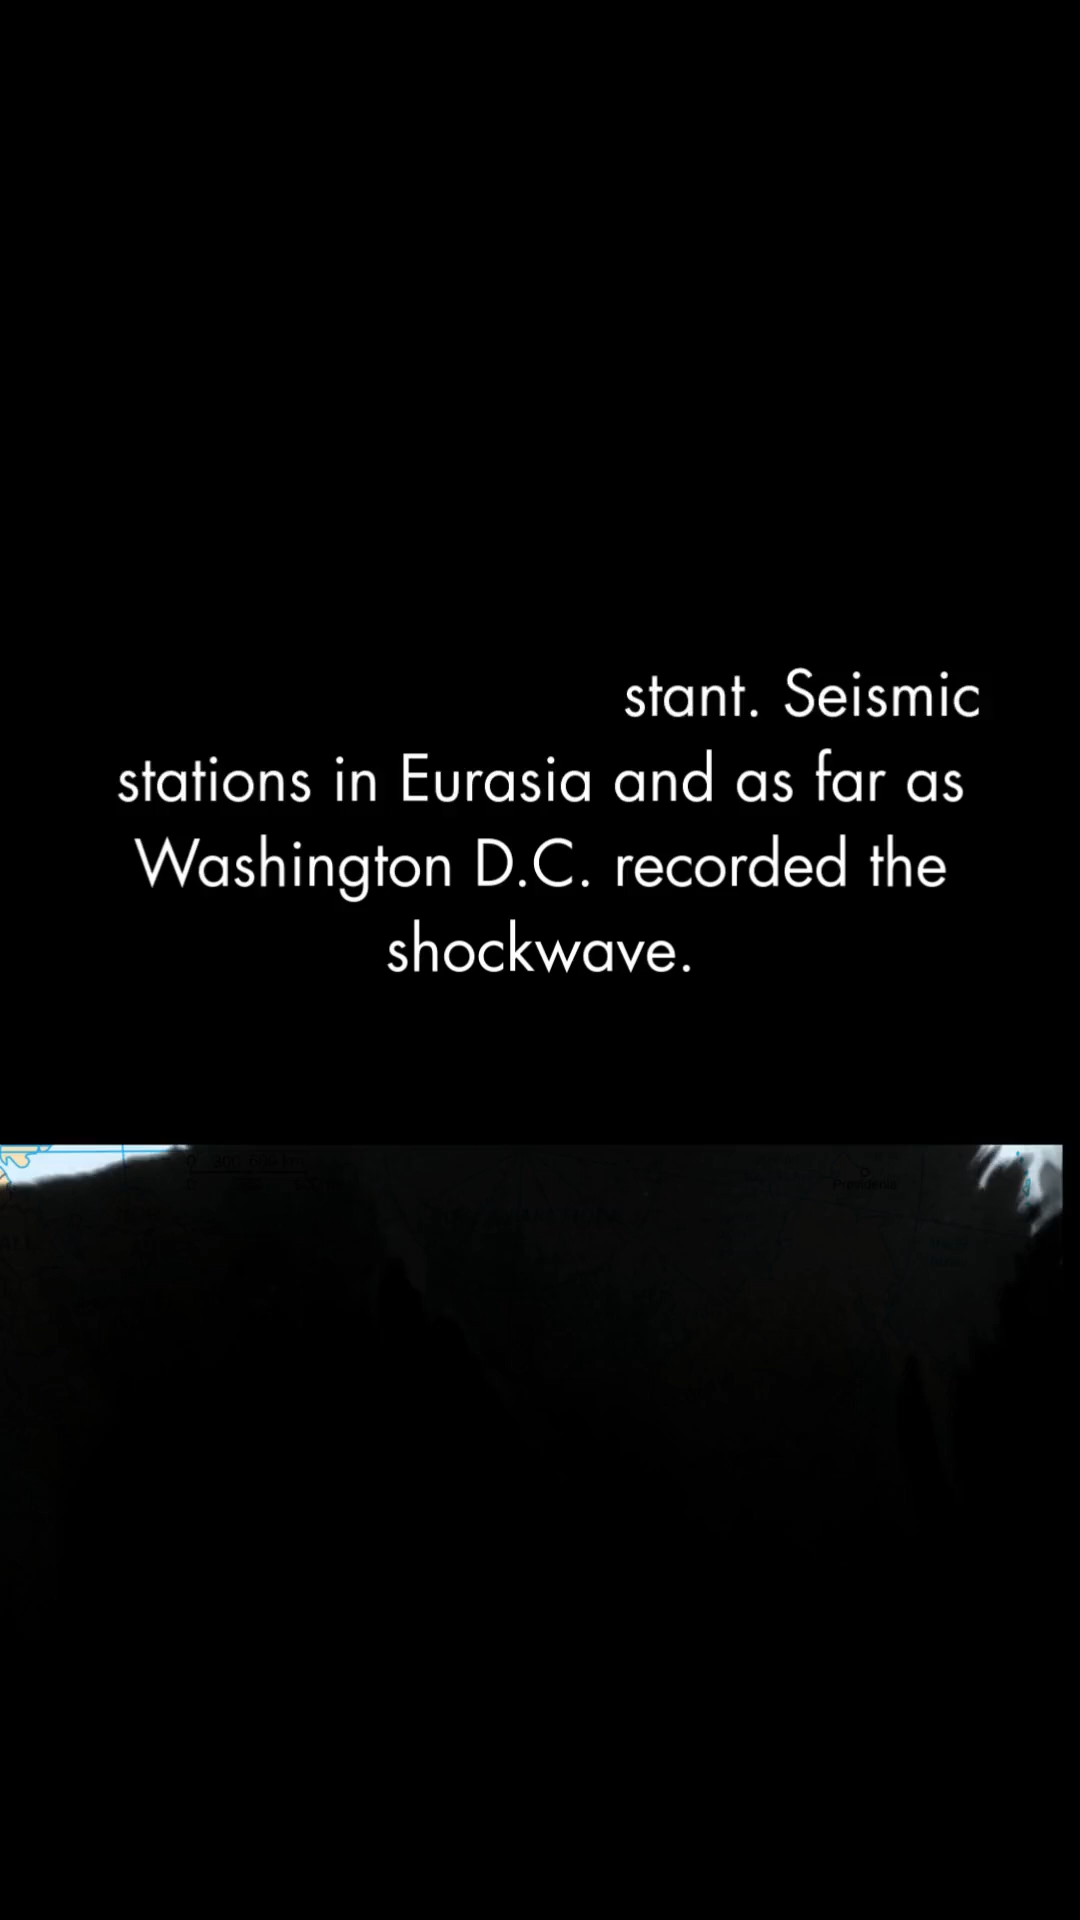 stant. Seismic
stations in Eurasia and as far as
Washington D.C. recorded the
shockwave.